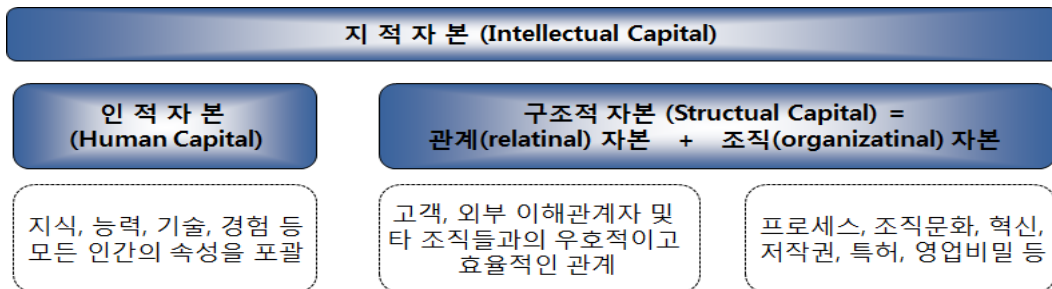 지 적 자 본 (Intellectual Capital)
인 적 자 본
(Human Capital)
구조적 자본 (Structual Capital) =
관계(relatinal) 자본 + 조직(organizatinal) 자본
지식, 능력, 기술, 경험 등
모든 인간의 속성을 포괄
고객, 외부 이해관계자 및
타 조직들과의 우호적이고
효율적인 관계
프로세스, 조직문화, 혁신,
저작권, 특허, 영업비밀 등